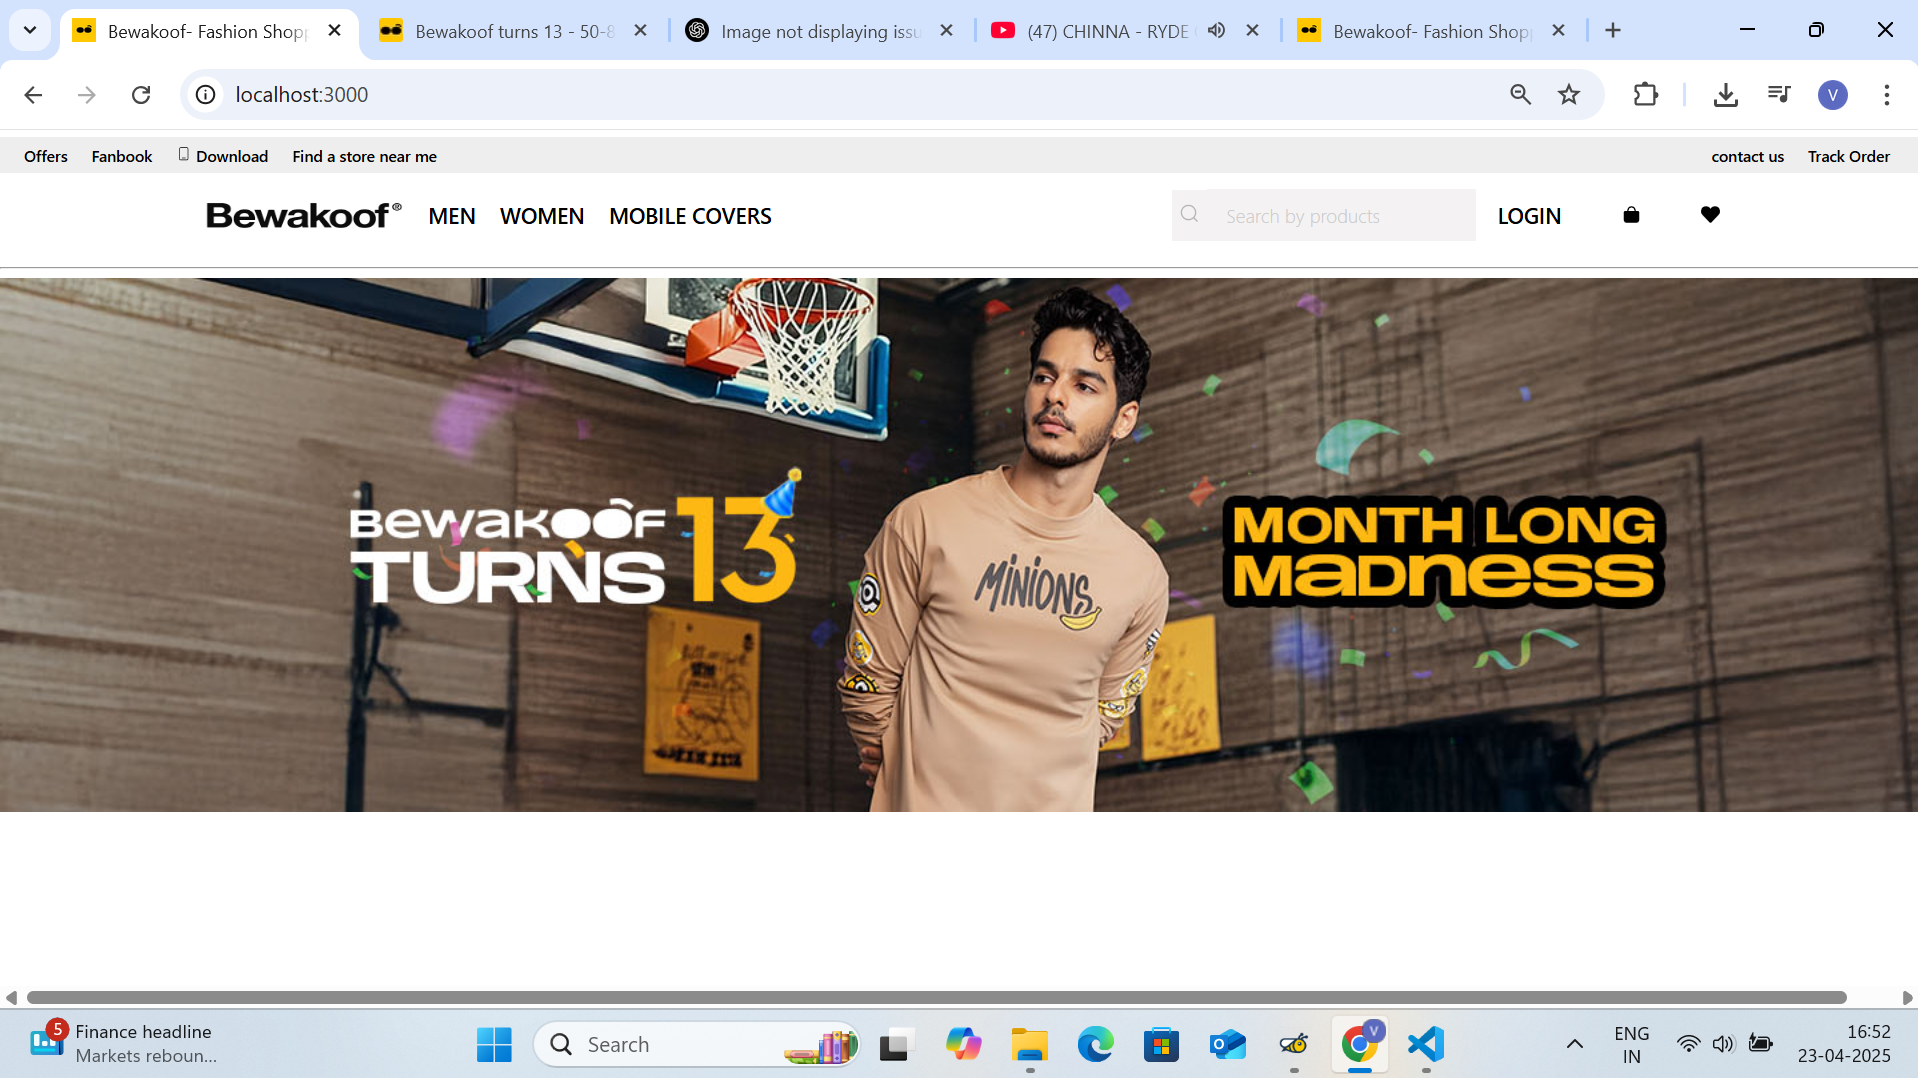 Bewakoof- Fashion Shopp
Bewakoof turns 13 - 50-8
Image not displaying issu
(47) CHINNA - RYDE
Bewakoof- Fashion Shop
localhost:3000
V
Offers Fanbook Download Find a store near me
contact us Track Order
Bewakoof®
MEN WOMEN MOBILE COVERS
Search by products
LOGIN
BEWAKOOF
TURNS
13
MONTH LONG
MADNESS
MINIONS
5
Finance headline
Markets reboun...
Search
V
ENG
IN
16:52
23-04-2025